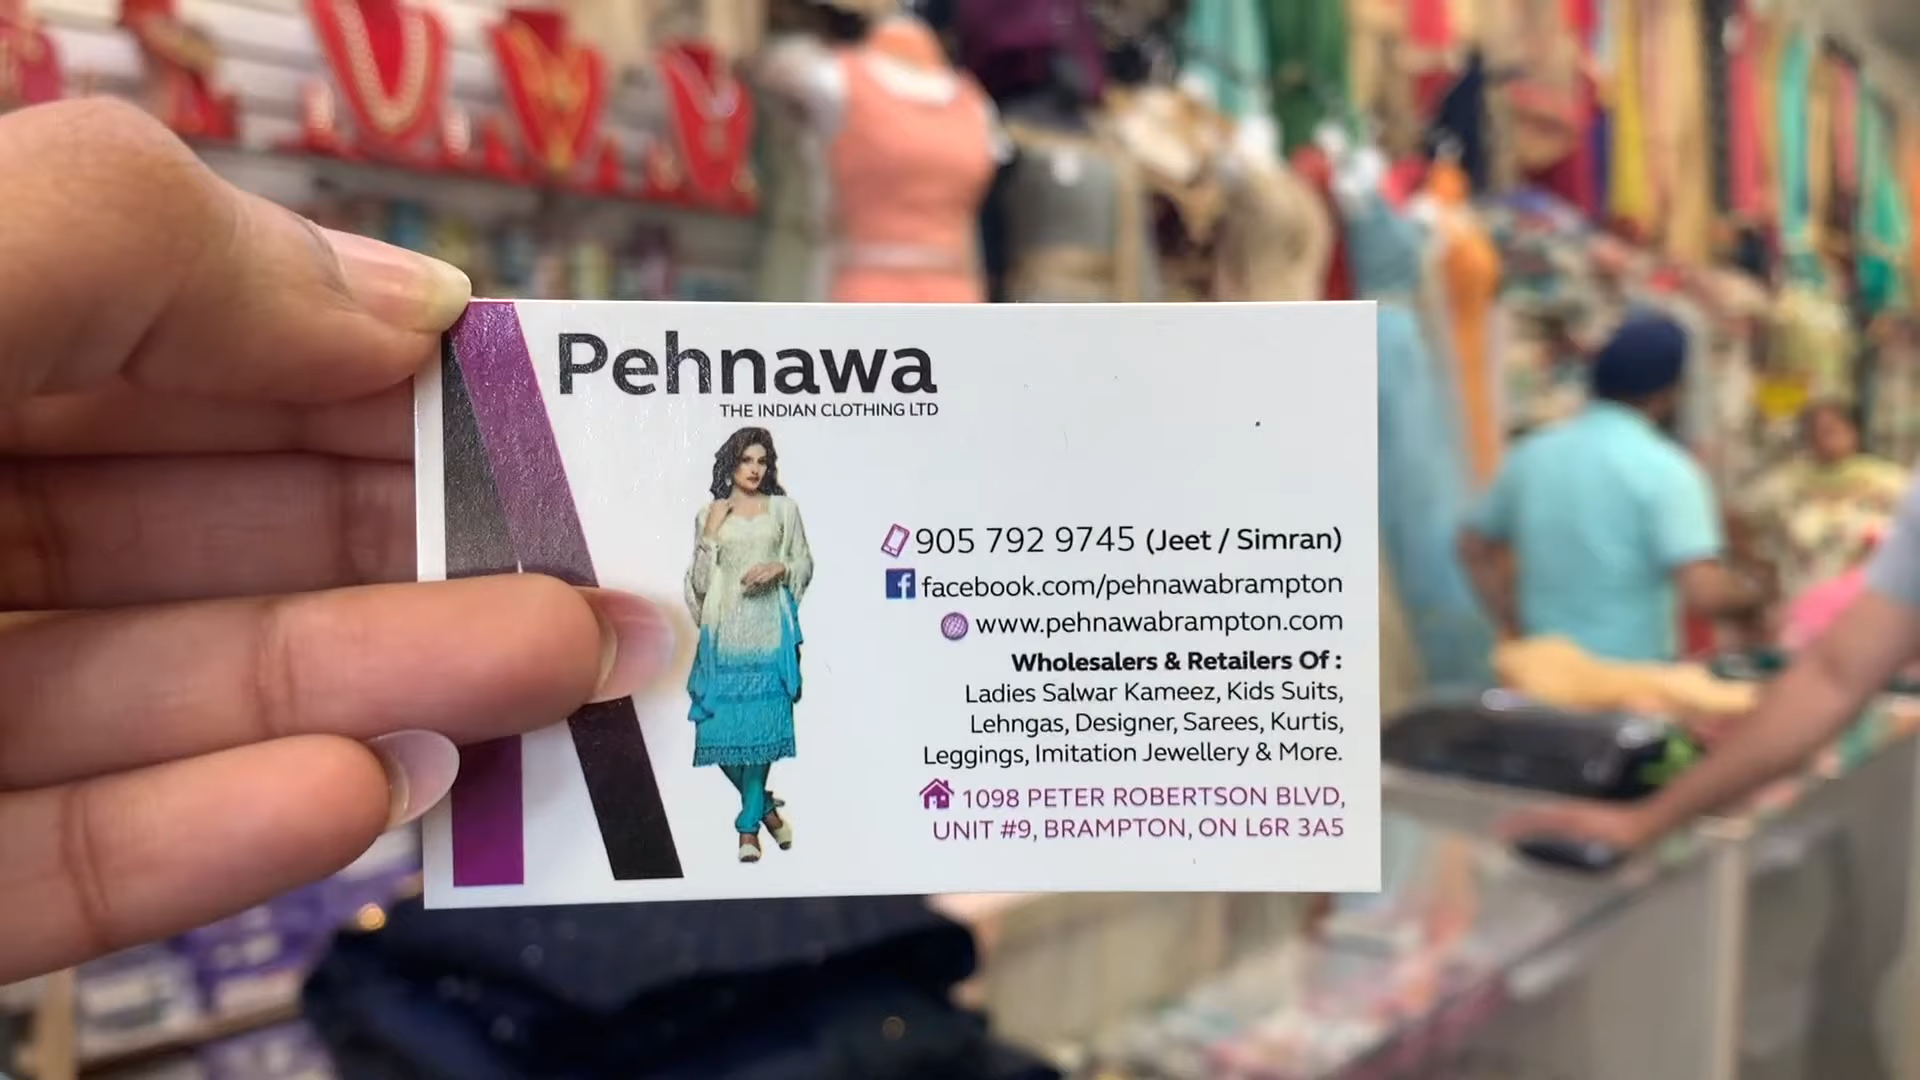 Pehnawa
THE INDIAN CLOTHING LTD
905 792 9745 (Jeet / Simran)
facebook.com/pehnawabrampton
www.pehnawabrampton.com
Wholesalers & Retailers Of :
Ladies Salwar Kameez, Kids Suits,
Lehngas, Designer, Sarees, Kurtis,
Leggings, Imitation Jewellery & More.
1098 PETER ROBERTSON BLVD,
UNIT #9, BRAMPTON, ON L6R 3A5